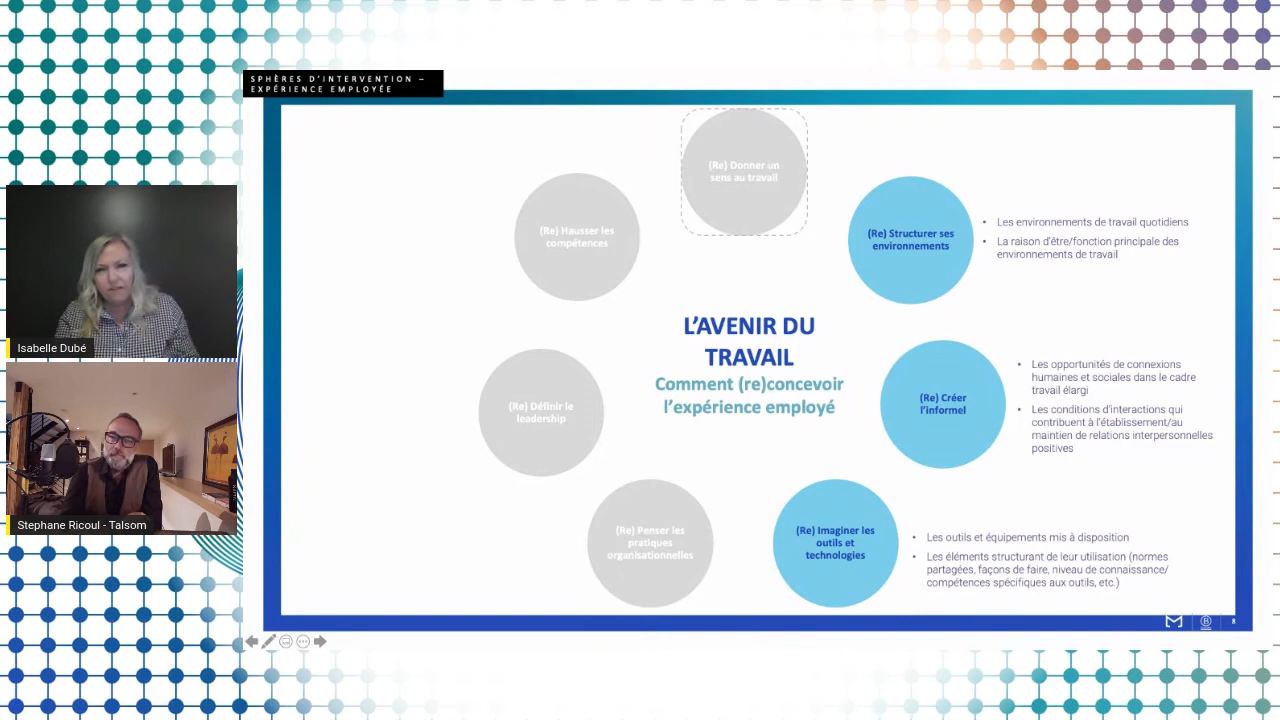 SPHÈRES D'INTERVENTION –
EXPÉRIENCE EMPLOYÉE
(Re) Donner un
sens au travail
(Re) Hausser les
compétences
(Re) Structurer ses
environnements
• Les environnements de travail quotidiens
• La raison d'être/fonction principale des
environnements de travail
L'AVENIR DU
TRAVAIL
Comment (re)concevoir
l'expérience employé
(Re) Définir le
leadership
(Re) Créer
l'informel
• Les opportunités de connexions
humaines et sociales dans le cadre
travail élargi
• Les conditions d'interactions qui
contribuent à l'établissement/au
maintien de relations interpersonnelles
positives
(Re) Penser les
pratiques
organisationnelles
(Re) Imaginer les
outils et
technologies
• Les outils et équipements mis à disposition
• Les éléments structurant de leur utilisation (normes
partagées, façons de faire, niveau de connaissance/
compétences spécifiques aux outils, etc.)
Isabelle Dubé
Stephane Ricoul - Talsom
B
8